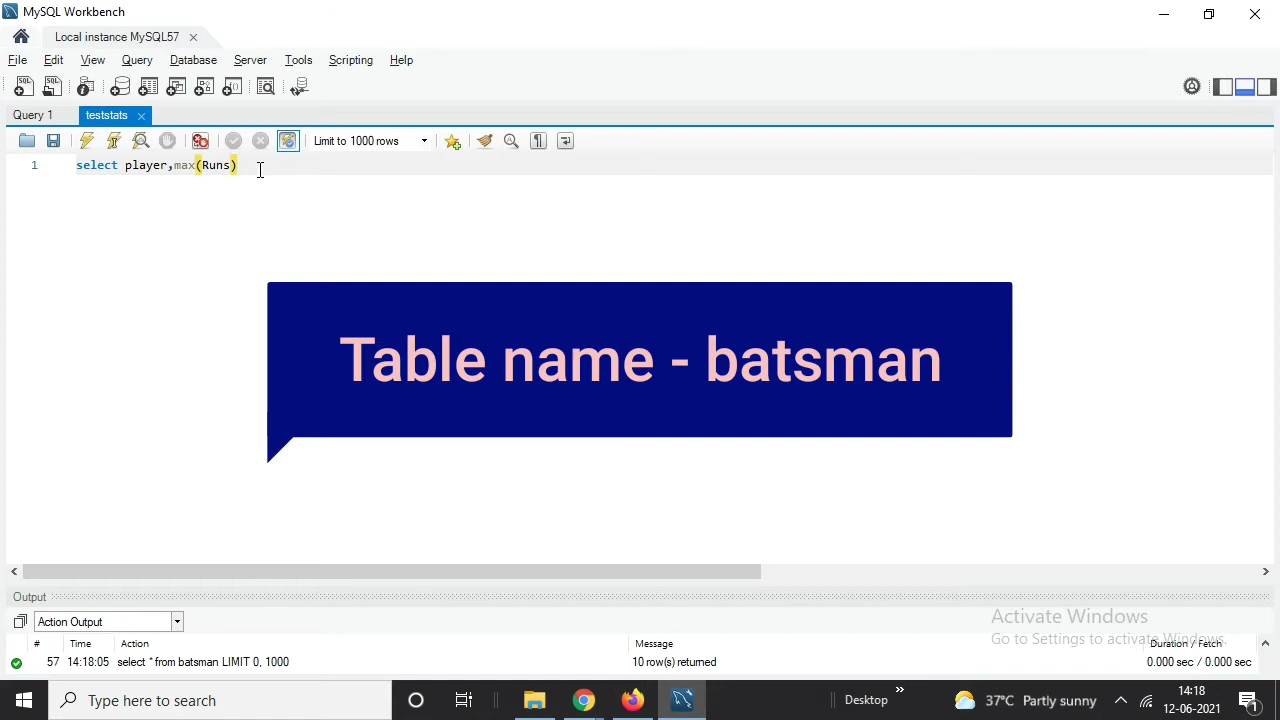 MySQL Workbench
Local instance MySQL57
File Edit View Query Database Server Tools Scripting Help
Query 1 teststats
Limit to 1000 rows
1 select player,max(Runs)
Table name - batsman
Output
Action Output
Activate Windows
Go to Settings to activate Windows.
# Time Action Message Duration / Fetch
57 14:18:05 select * from batsman LIMIT 0, 1000 10 row(s) returned 0.000 sec / 0.000 sec
Type here to search Desktop 37°C Partly sunny 14:18
12-06-2021 1